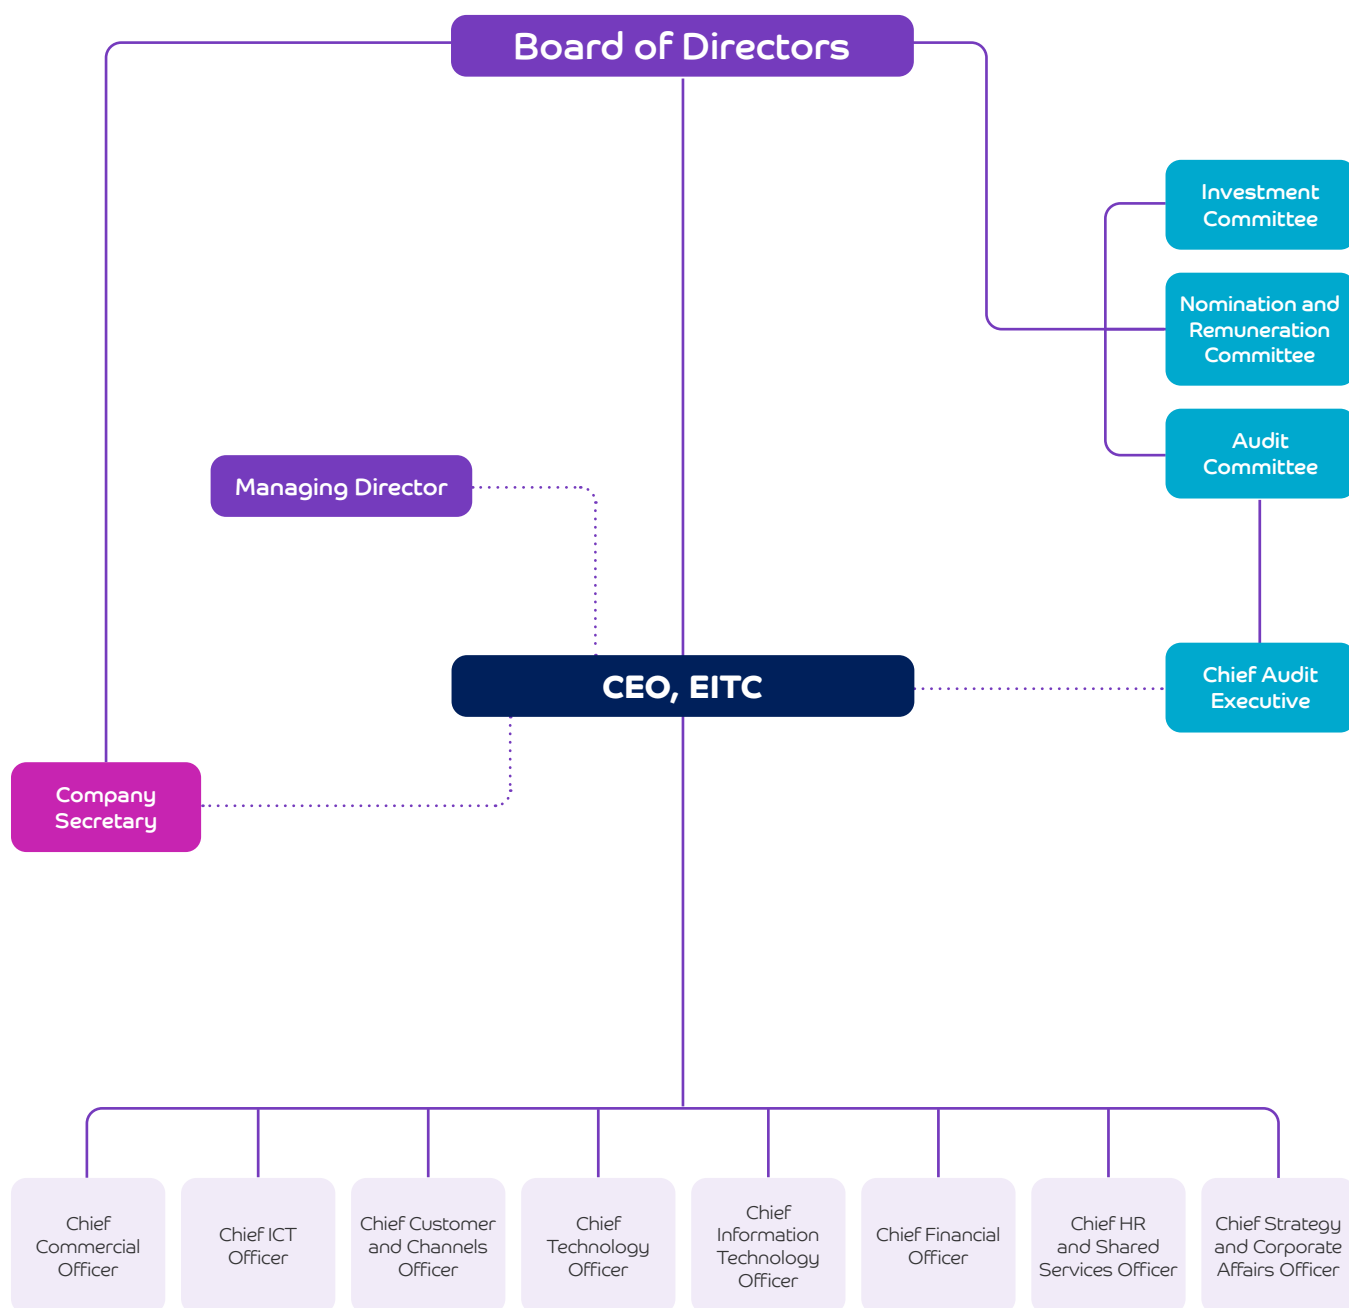 Board of Directors
Investment
Committee
Nomination and
Remuneration
Committee
Audit
Committee
Managing Director
CEO, EITC
Chief Audit
Executive
Company
Secretary
Chief
Commercial
Officer
Chief ICT
Officer
Chief Customer
and Channels
Officer
Chief
Technology
Officer
Chief
Information
Technology
Officer
Chief Financial
Officer
Chief HR
and Shared
Services Officer
Chief Strategy
and Corporate
Affairs Officer